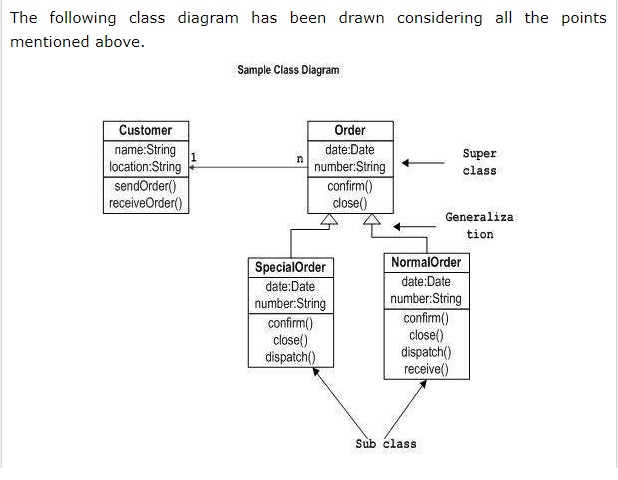 The following class diagram has been drawn considering all the points
mentioned above.
Sample Class Diagram
Customer
name:String
location:String
sendOrder()
receiveOrder()
1
n
Order
date:Date
number:String
confirm()
close()
Super
class
Generaliza
tion
SpecialOrder
date:Date
number:String
confirm()
close()
dispatch()
NormalOrder
date:Date
number:String
confirm()
close()
dispatch()
receive()
Sub class